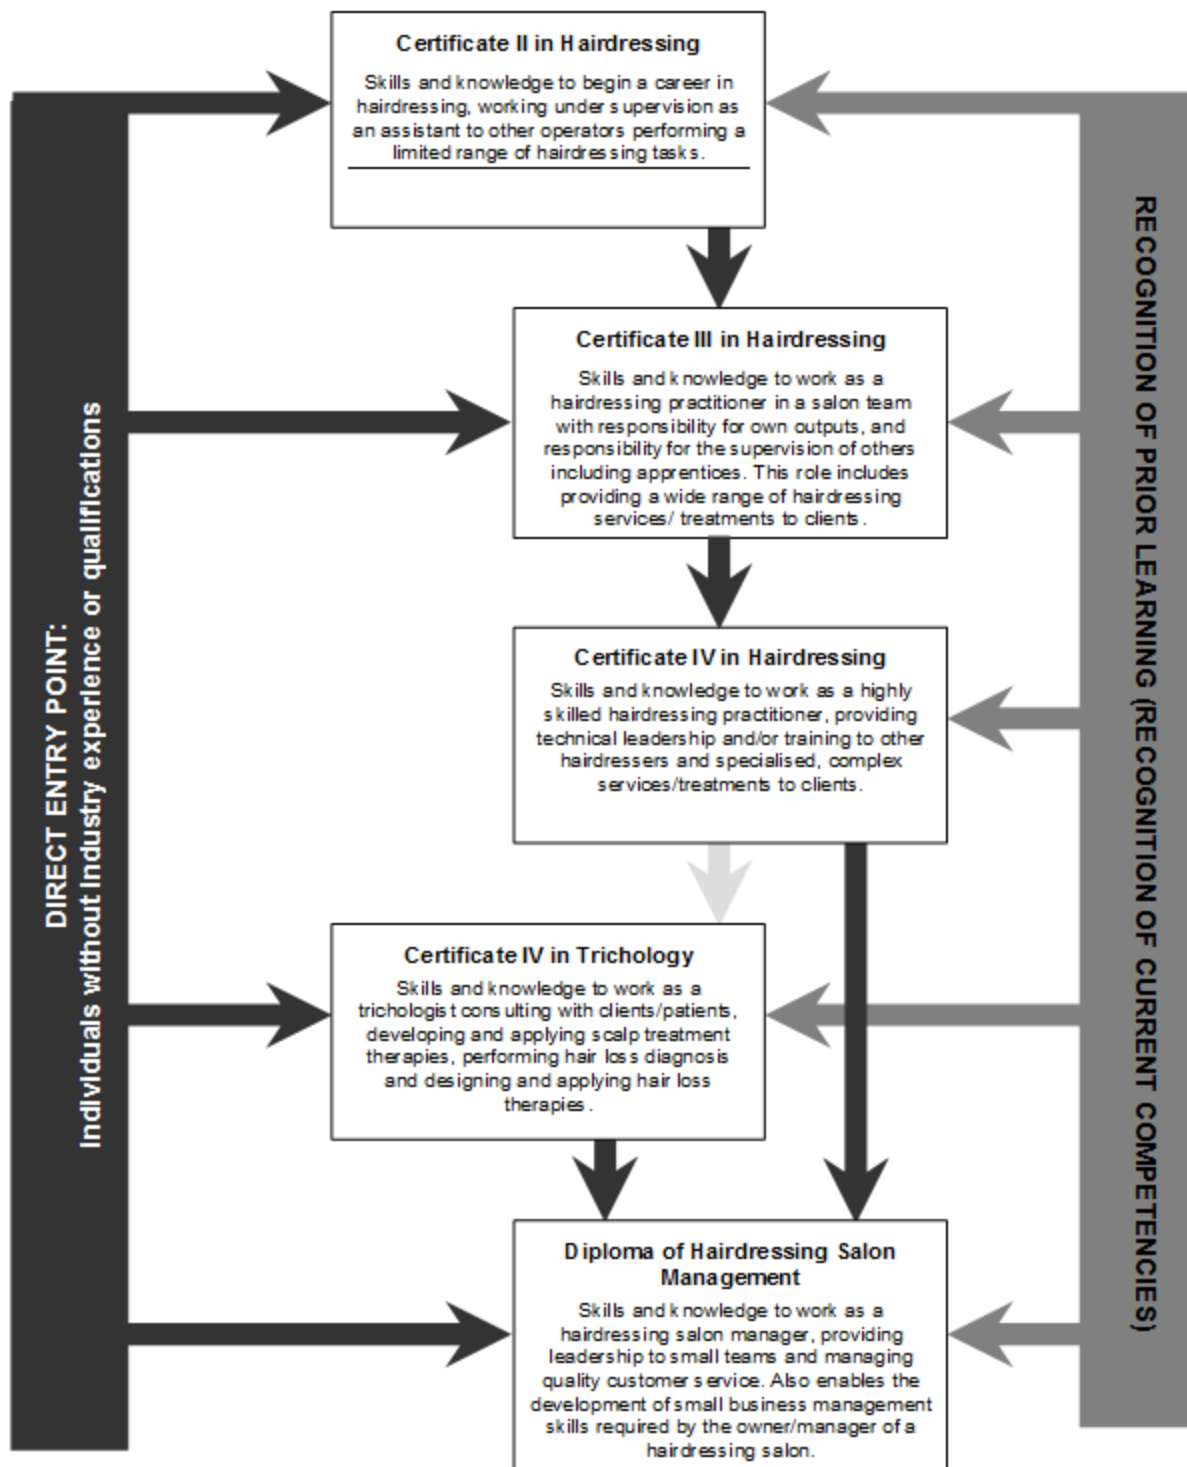 Certificate II in Hairdressing
Skills and knowledge to begin a career in
hairdressing, working under supervision as
an assistant to other operators performing a
limited range of hairdressing tasks.
DIRECT ENTRY POINT:
Individuals without Industry experience or qualifications
RECOGNITION OF PRIOR LEARNING (RECOGNITION OF CURRENT COMPETENCIES)
Certificate III in Hairdressing
Skills and knowledge to work as a
hairdressing practitioner in a salon team
with responsibility for own outputs, and
responsibility for the supervision of others
including apprentices. This role includes
providing a wide range of hairdressing
services/ treatments to clients.
Certificate IV in Hairdressing
Skills and knowledge to work as a highly
skilled hairdressing practitioner, providing
technical leadership and/or training to other
hairdressers and specialised, complex
services/treatments to clients.
Certificate IV in Trichology
Skills and knowledge to work as a
trichologist consulting with clients/patients,
developing and applying scalp treatment
therapies, performing hair loss diagnosis
and designing and applying hair loss
therapies.
Diploma of Hairdressing Salon
Management
Skills and knowledge to work as a
hairdressing salon manager, providing
leadership to small teams and managing
quality customer service. Also enables the
development of small business management
skills required by the owner/manager of a
hairdressing salon.